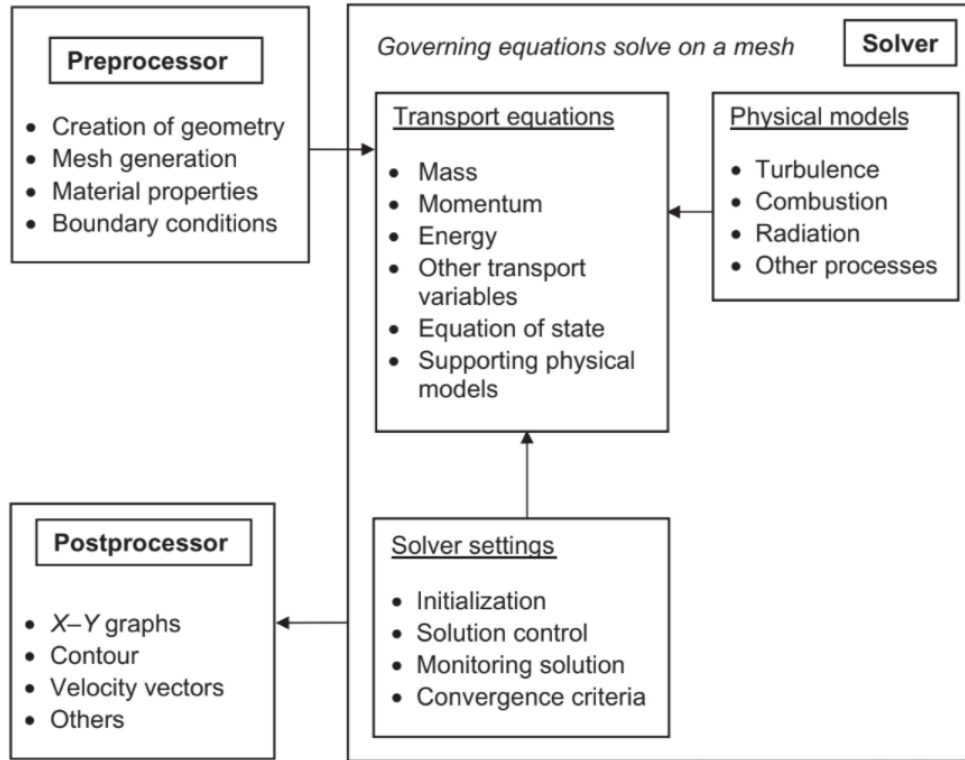 Preprocessor
• Creation of geometry
• Mesh generation
• Material properties
• Boundary conditions
Governing equations solve on a mesh
Solver
Transport equations
• Mass
• Momentum
• Energy
• Other transport
variables
• Equation of state
• Supporting physical
models
Physical models
• Turbulence
• Combustion
• Radiation
• Other processes
Solver settings
• Initialization
• Solution control
• Monitoring solution
• Convergence criteria
Postprocessor
• X–Y graphs
• Contour
• Velocity vectors
• Others